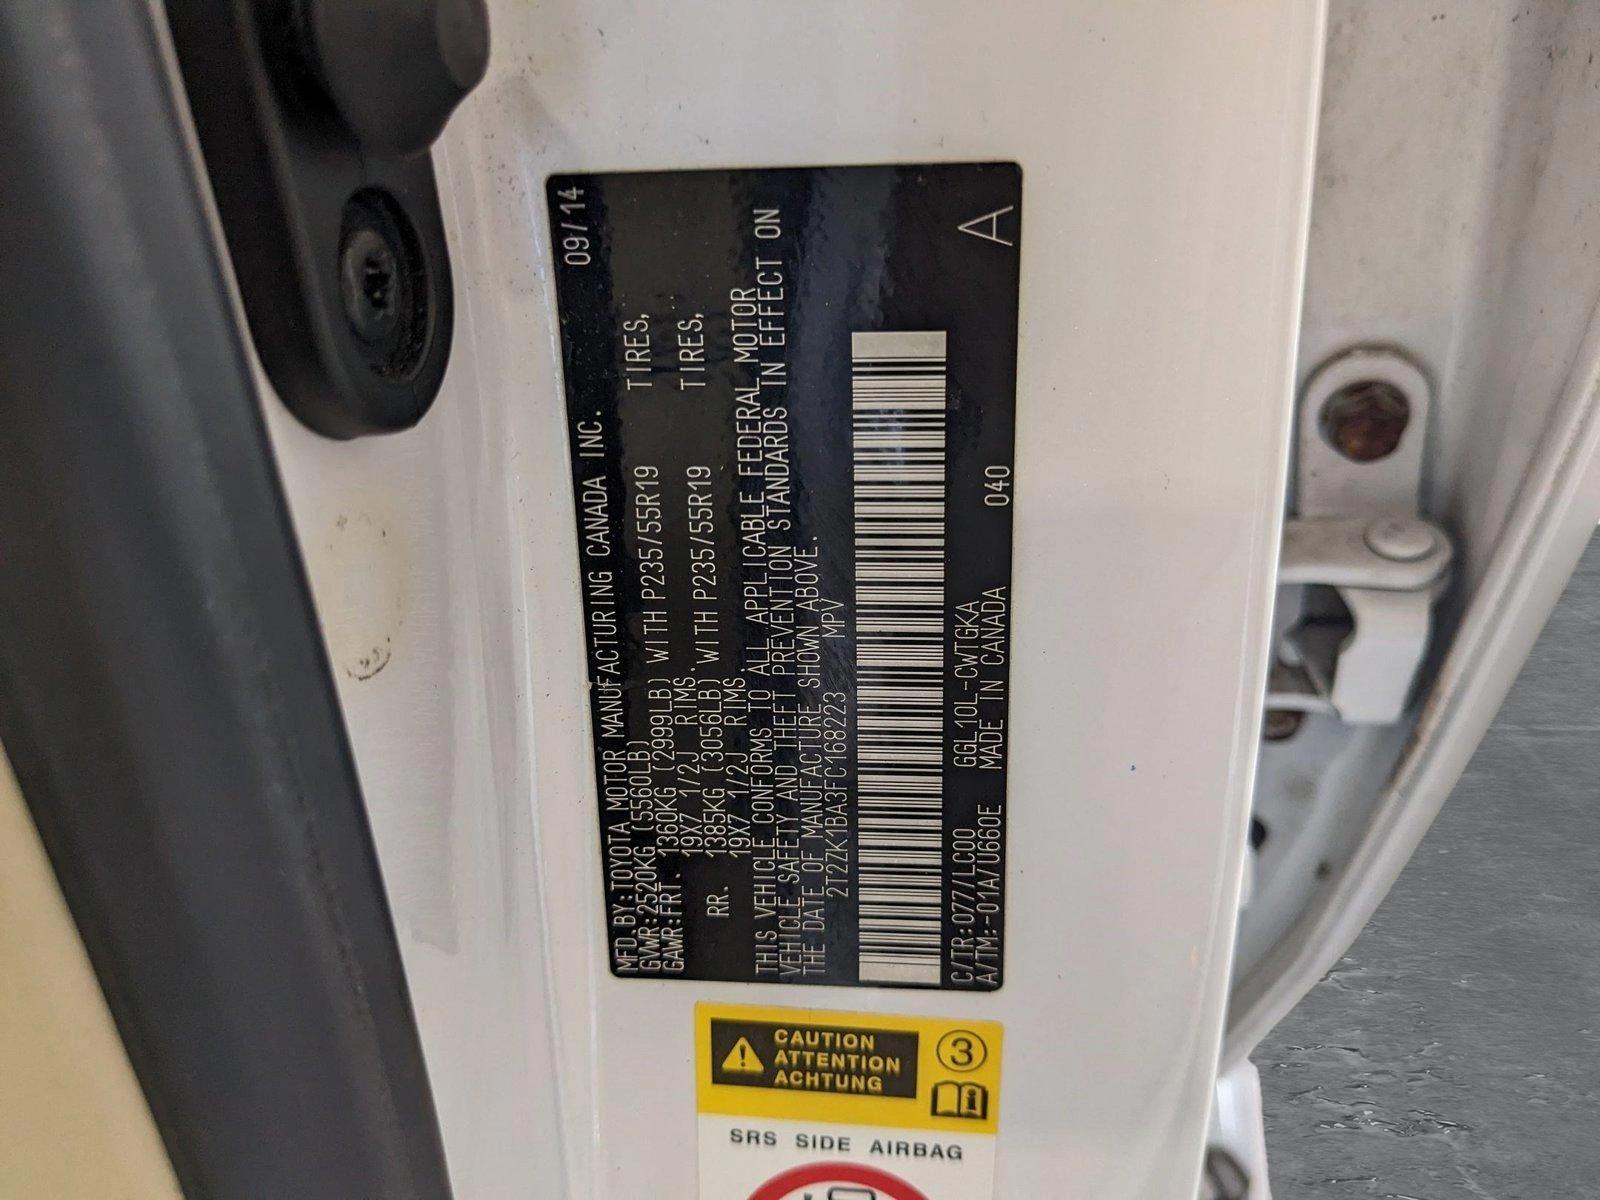 MFD.BY:TOYOTA MOTOR MANUFACTURING CANADA INC. 09/14
GVWR:2520KG(5560LB)
GAWR:FRT. 1360KG(2999LB) WITH P235/55R19 TIRES,
19X7 1/2J RIMS.
RR. 1385KG(3056LB) WITH P235/55R19 TIRES,
19X7 1/2J RIMS
THIS VEHICLE CONFORMS TO ALL APPLICABLE FEDERAL MOTOR
VEHICLE SAFETY AND THEFT PREVENTION STANDARDS IN EFFECT ON
THE DATE OF MANUFACTURE SHOWN ABOVE.
2T2ZK1BA3FC168223 MPV
C/TR:077/LC00 GGL10L-CWTGKA 040 A
A/TM:-01A/U660E MADE IN CANADA
CAUTION
ATTENTION
ACHTUNG
3
SRS SIDE AIRBAG